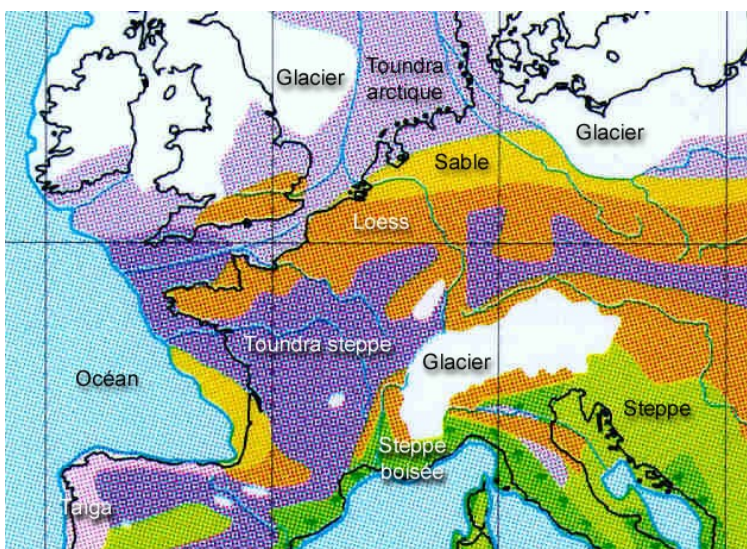 Glacier
Toundra
arctique
Glacier
Sable
Loess
Toundra steppe
Glacier
Océan
Steppe
Steppe
boisée
Taïga